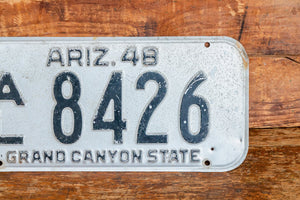 ARIZ. 48
A 8426
GRAND CANYON STATE